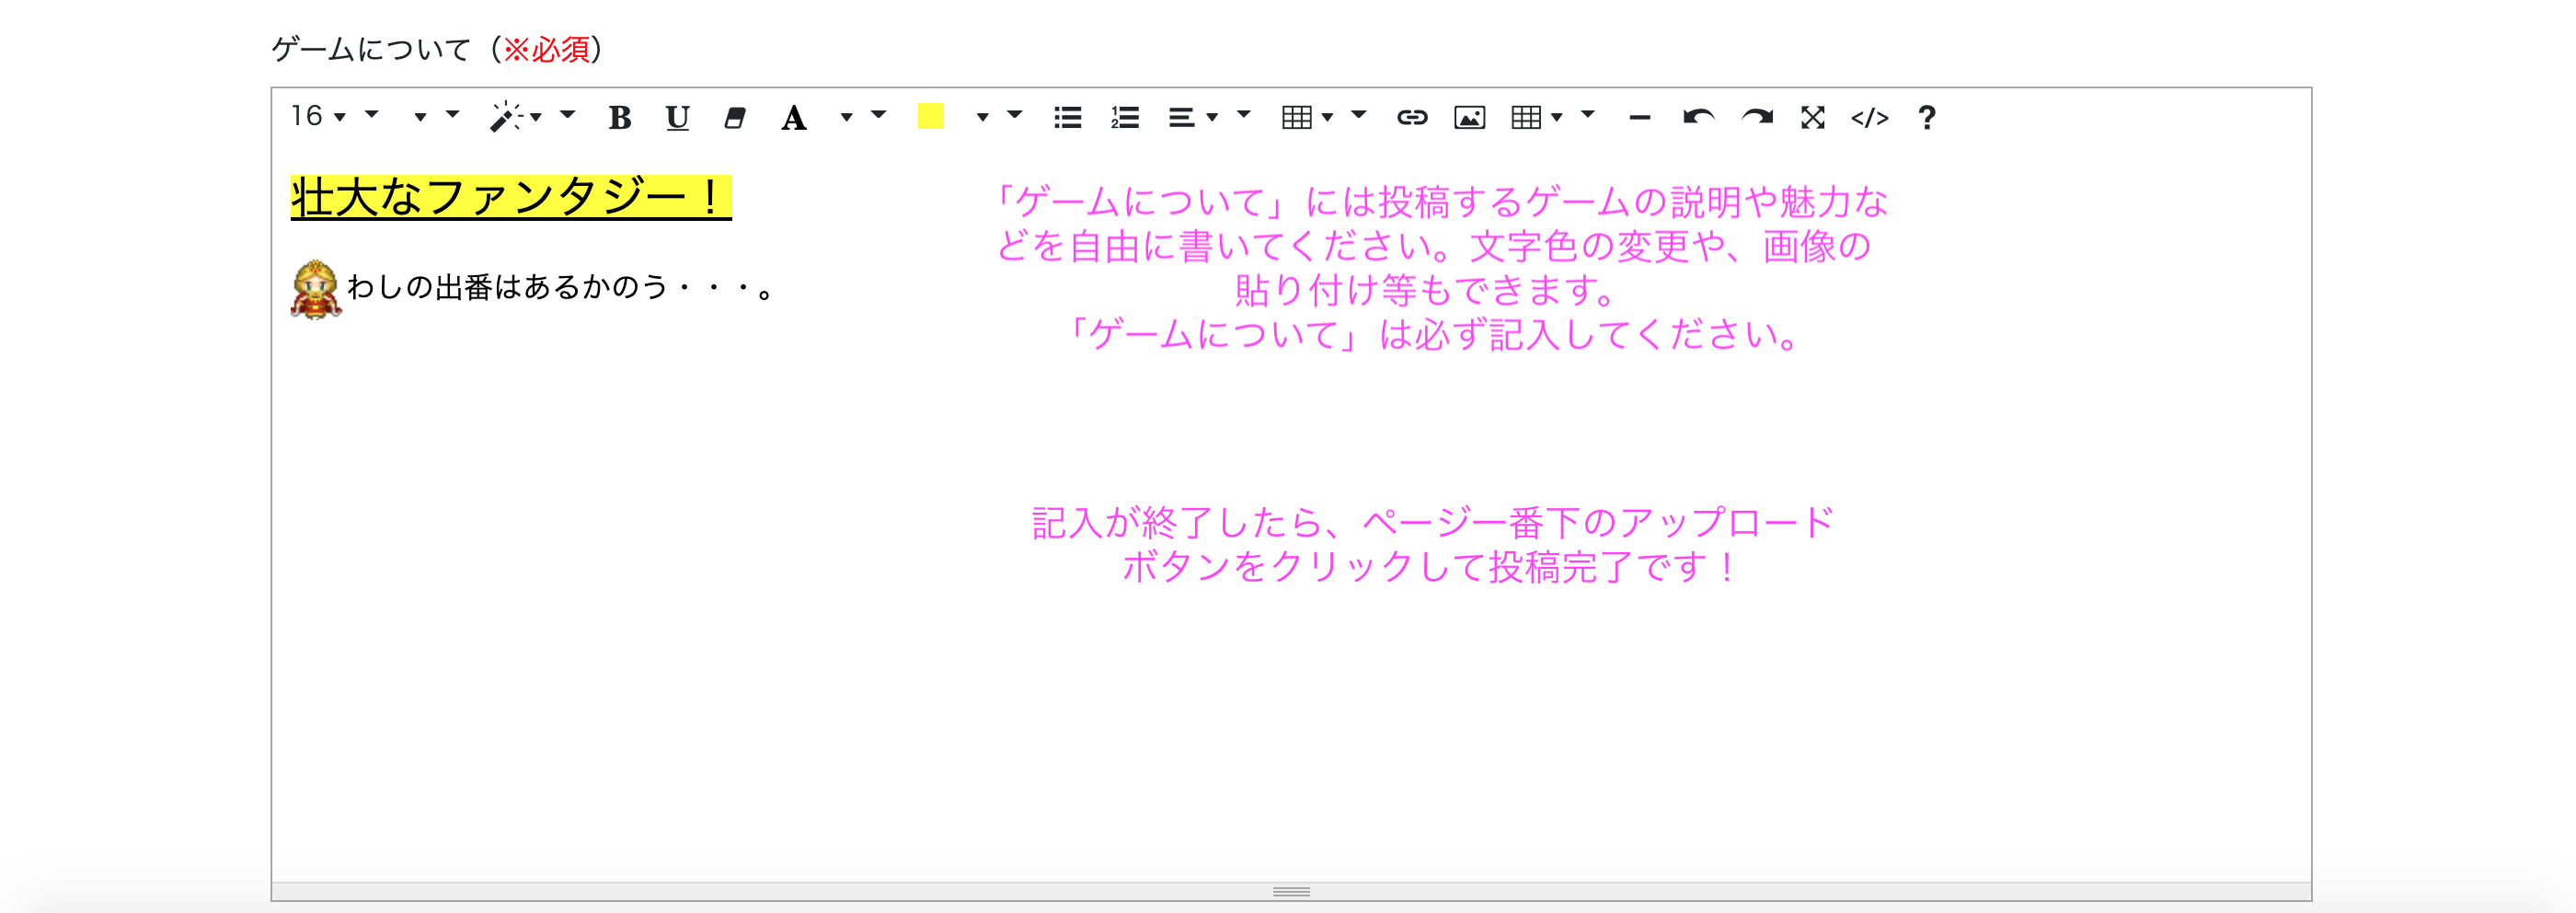 ゲームについて（※必須）
16 B U A </> ?
壮大なファンタジー！
わしの出番はあるかのう・・・。
「ゲームについて」には投稿するゲームの説明や魅力な
どを自由に書いてください。文字色の変更や、画像の
貼り付け等もできます。
「ゲームについて」は必ず記入してください。
記入が終了したら、ページ一番下のアップロード
ボタンをクリックして投稿完了です！